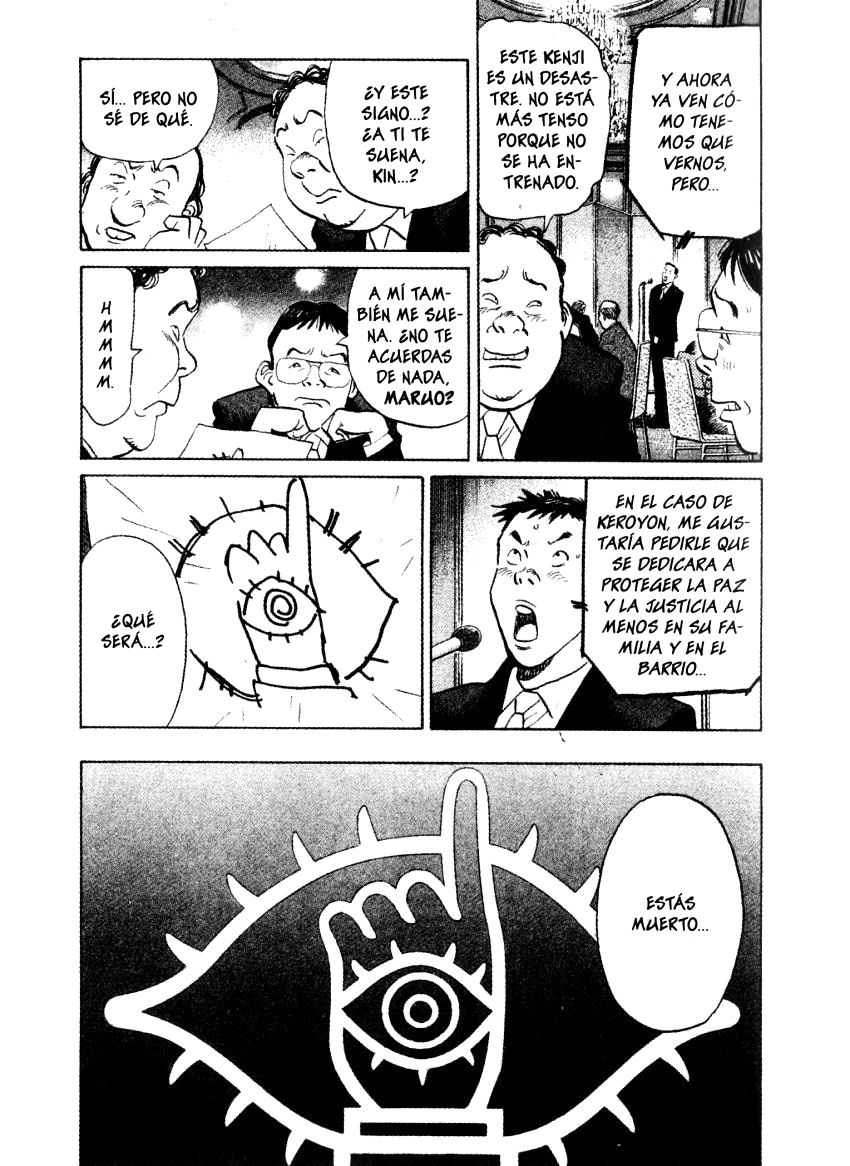 Y AHORA
YA VEN CÓ-
MO TENE-
MOS QUE
VERNOS,
PERO...
ESTE KENJI
ES UN DESAS-
TRE. NO ESTÁ
MÁS TENSO
PORQUE NO
SE HA EN-
TRENADO.
¿Y ESTE
SIGNO...?
¿A TI TE
SUENA,
KIN...?
SÍ... PERO NO
SÉ DE QUÉ.
A MÍ TAM-
BIÉN ME SUE-
NA. ¿NO TE
ACUERDAS
DE NADA,
MARUO?
H
M
M
M
M.
EN EL CASO DE
KEROYON, ME GUS-
TARÍA PEDIRLE QUE
SE DEDICARA A
PROTEGER LA PAZ
Y LA JUSTICIA AL
MENOS EN SU FA-
MILIA Y EN EL
BARRIO...
¿QUÉ
SERÁ...?
ESTÁS
MUERTO...